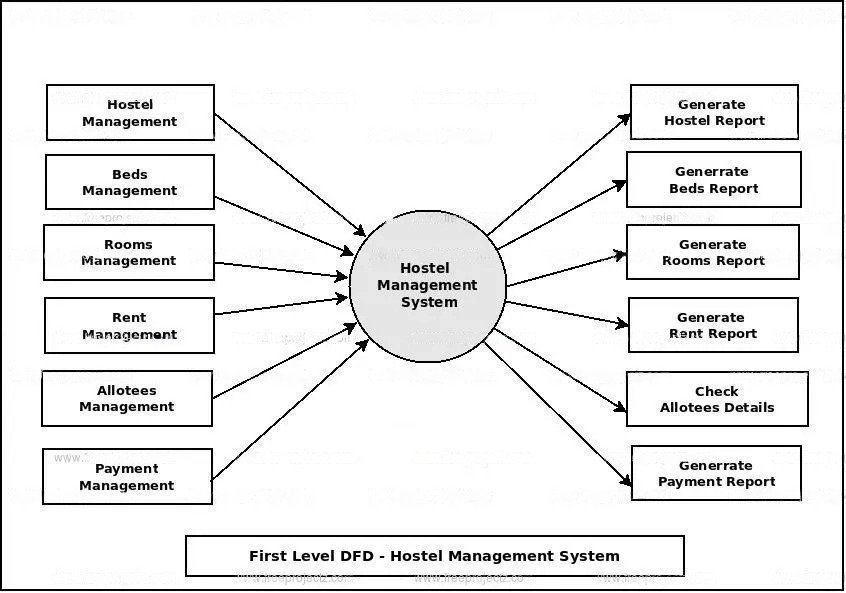 Hostel
Management
Beds
Management
Rooms
Management
Rent
Management
Allotees
Management
Payment
Management
Hostel
Management
System
Generate
Hostel Report
Generrate
Beds Report
Generate
Rooms Report
Generate
Rent Report
Check
Allotees Details
Generrate
Payment Report
First Level DFD - Hostel Management System